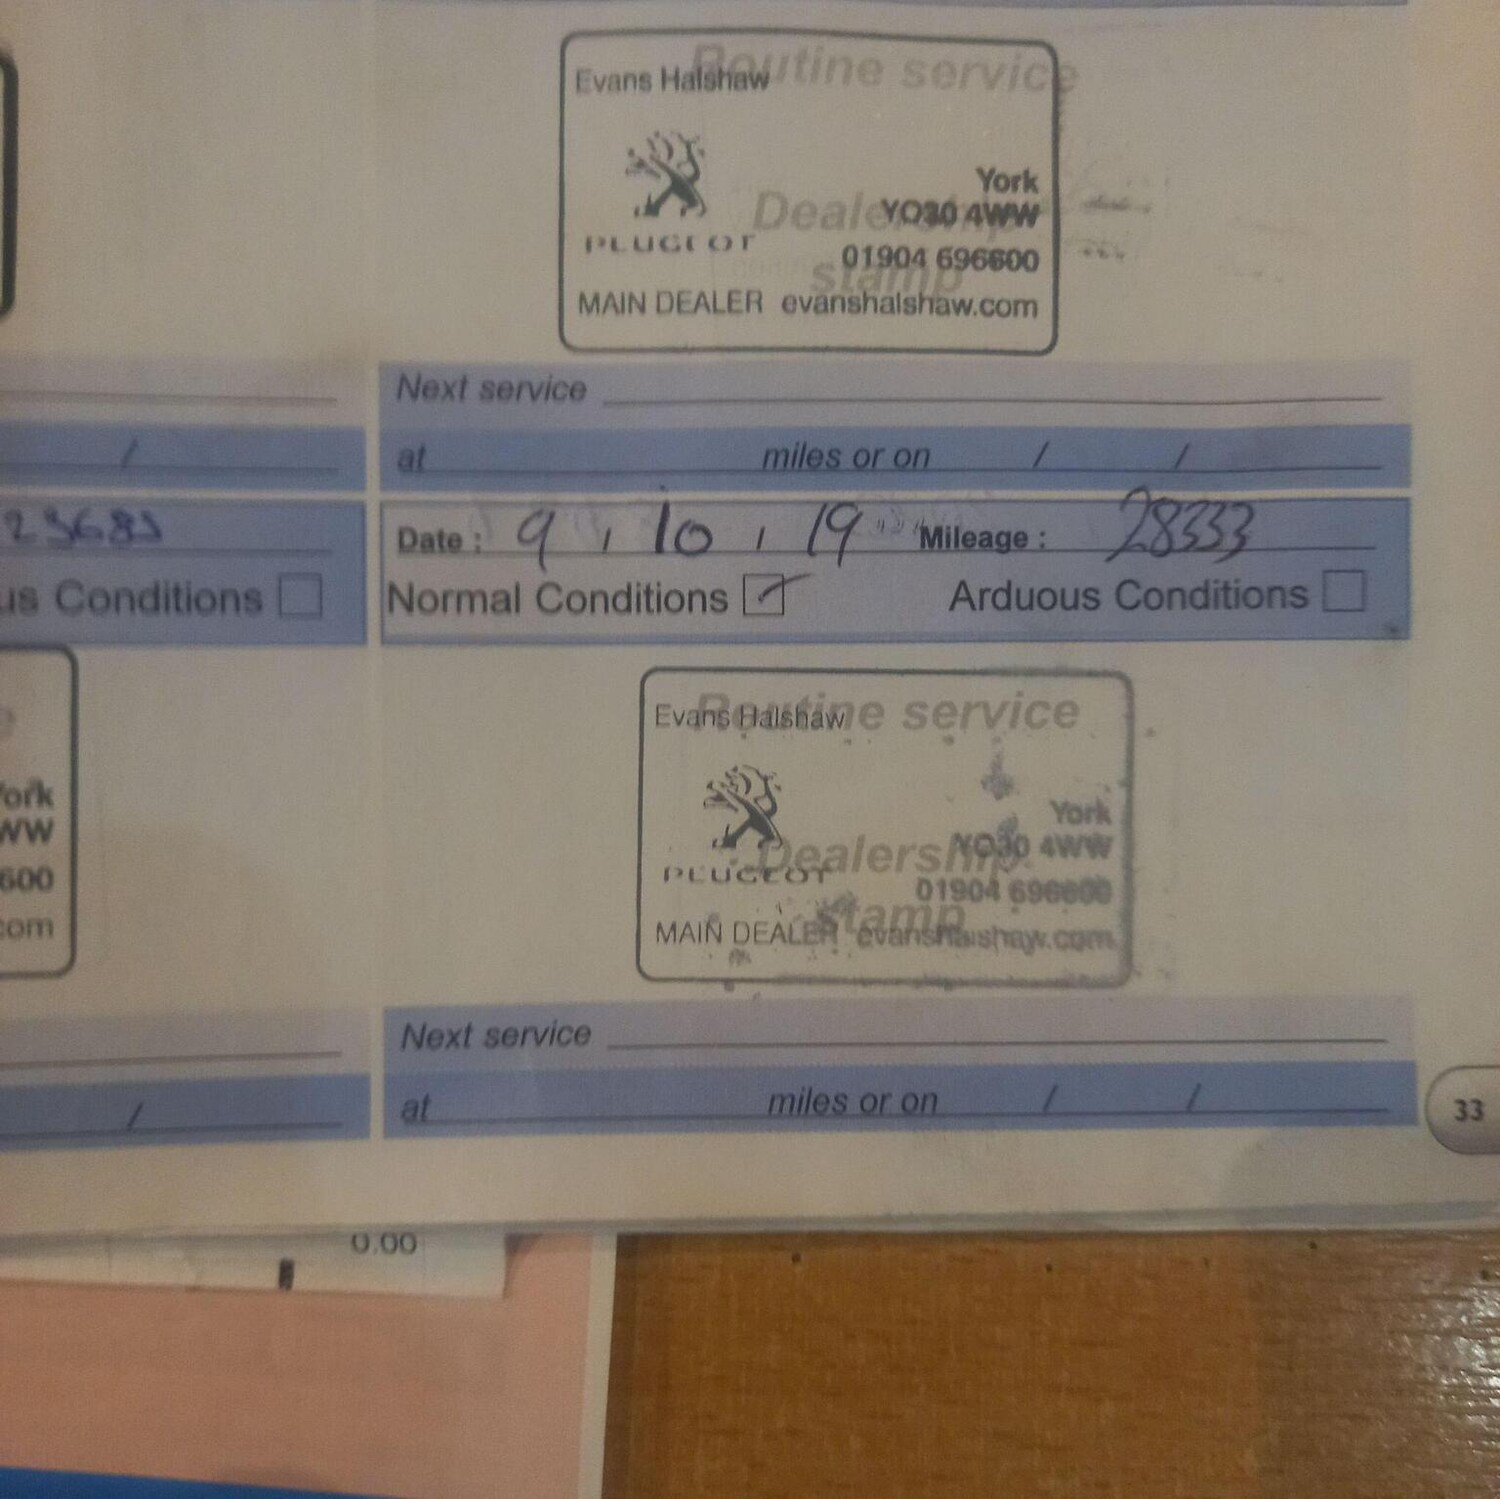 Routine service
Evans Halshaw
York
Dealership
YO30 4WW
PEUGEOT
01904 696600
stamp
MAIN DEALER evanshalshaw.com
Next service
at miles or on / /
Date : 9 / 10 / 19 Mileage : 28333
us Conditions
Normal Conditions Arduous Conditions
Routine service
Evans Halshaw
York
York
WW
Dealership
YO30 4WW
PEUGEOT
600
01904 696600
stamp
com
MAIN DEALER evanshalshaw.com
Next service
/
at miles or on / /
33
0.00